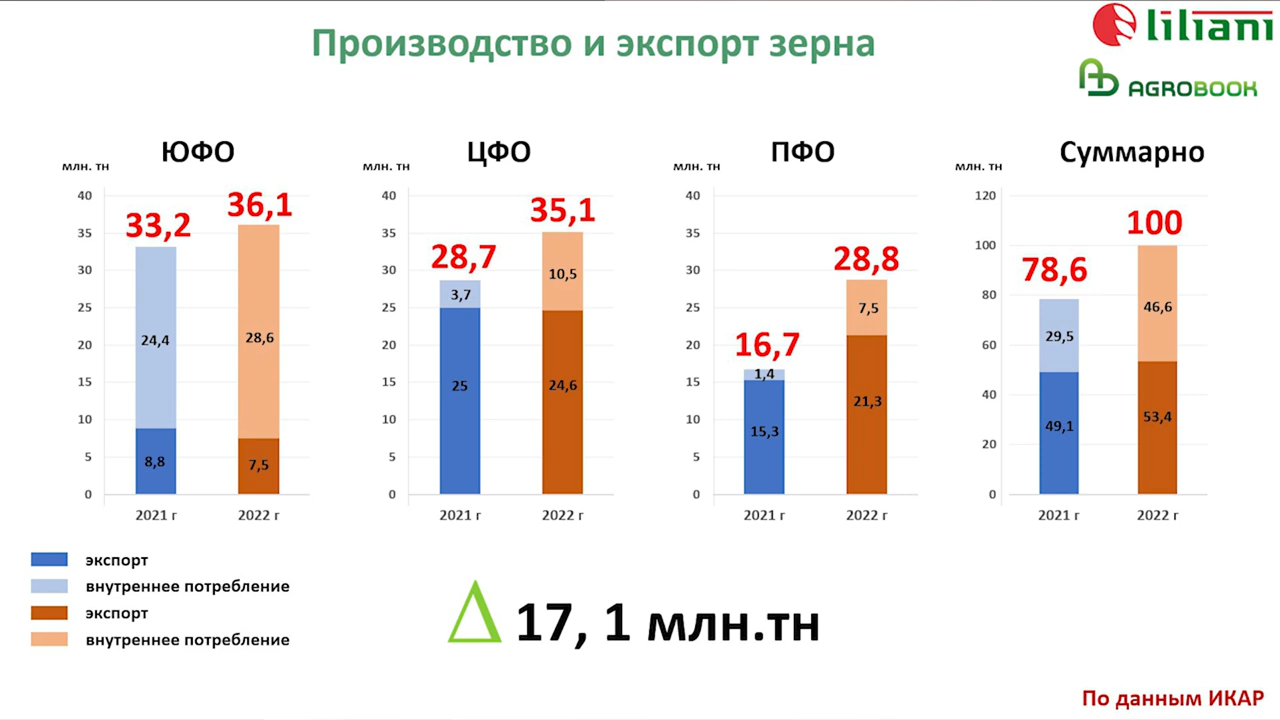 Производство и экспорт зерна
liliani
AGROBOOK
ЮФО
млн. тн
40
35
30
25
20
15
10
5
0
33,2
36,1
24,4
28,6
8,8
7,5
2021 г
2022 г
ЦФО
млн. тн
40
35
30
25
20
15
10
5
0
28,7
35,1
3,7
10,5
25
24,6
2021 г
2022 г
ПФО
млн. тн
40
35
30
25
20
15
10
5
0
16,7
28,8
1,4
7,5
15,3
21,3
2021 г
2022 г
Суммарно
млн. тн
120
100
80
60
40
20
0
78,6
100
29,5
46,6
49,1
53,4
2021 г
2022 г
экспорт
внутреннее потребление
экспорт
внутреннее потребление
Δ 17, 1 млн.тн
По данным ИКАР